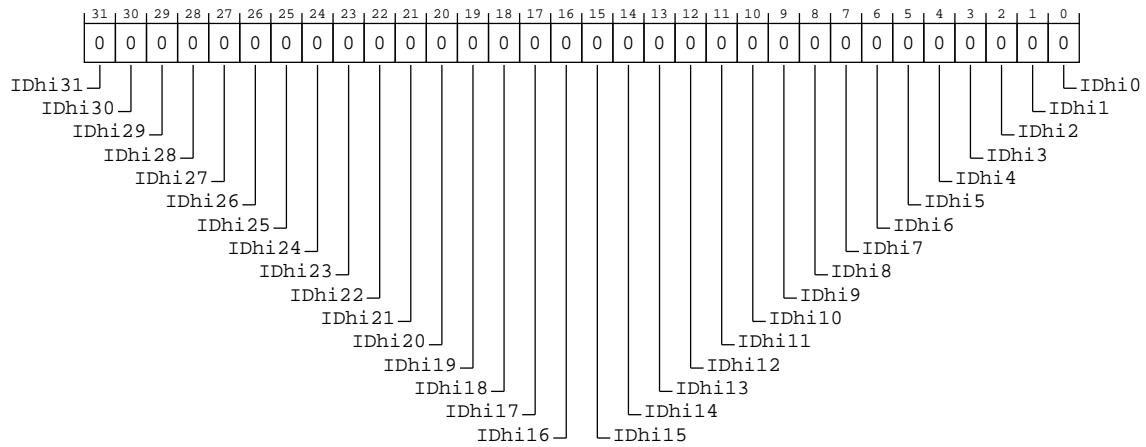 31 30 29 28 27 26 25 24 23 22 21 20 19 18 17 16 15 14 13 12 11 10 9 8 7 6 5 4 3 2 1 0
0 0 0 0 0 0 0 0 0 0 0 0 0 0 0 0 0 0 0 0 0 0 0 0 0 0 0 0 0 0 0 0
IDhi31 IDhi0
IDhi30 IDhi1
IDhi29 IDhi2
IDhi28 IDhi3
IDhi27 IDhi4
IDhi26 IDhi5
IDhi25 IDhi6
IDhi24 IDhi7
IDhi23 IDhi8
IDhi22 IDhi9
IDhi21 IDhi10
IDhi20 IDhi11
IDhi19 IDhi12
IDhi18 IDhi13
IDhi17 IDhi14
IDhi16 IDhi15